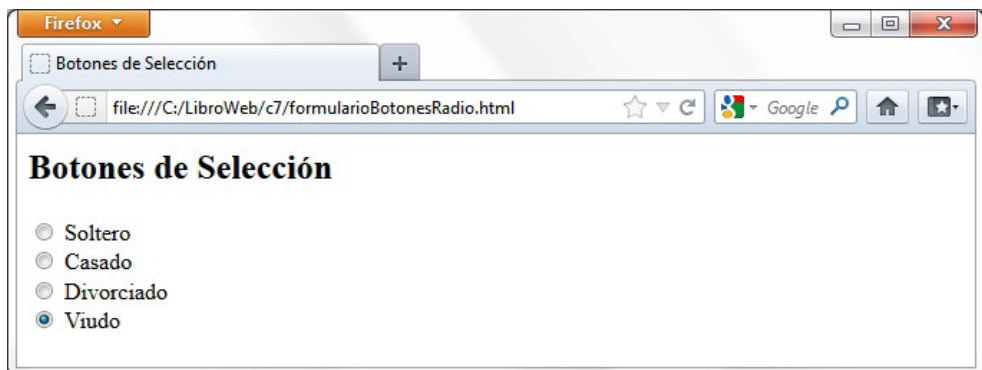 Firefox
Botones de Selección
file:///C:/LibroWeb/c7/formularioBotonesRadio.html
Google
Botones de Selección
Soltero
Casado
Divorciado
Viudo